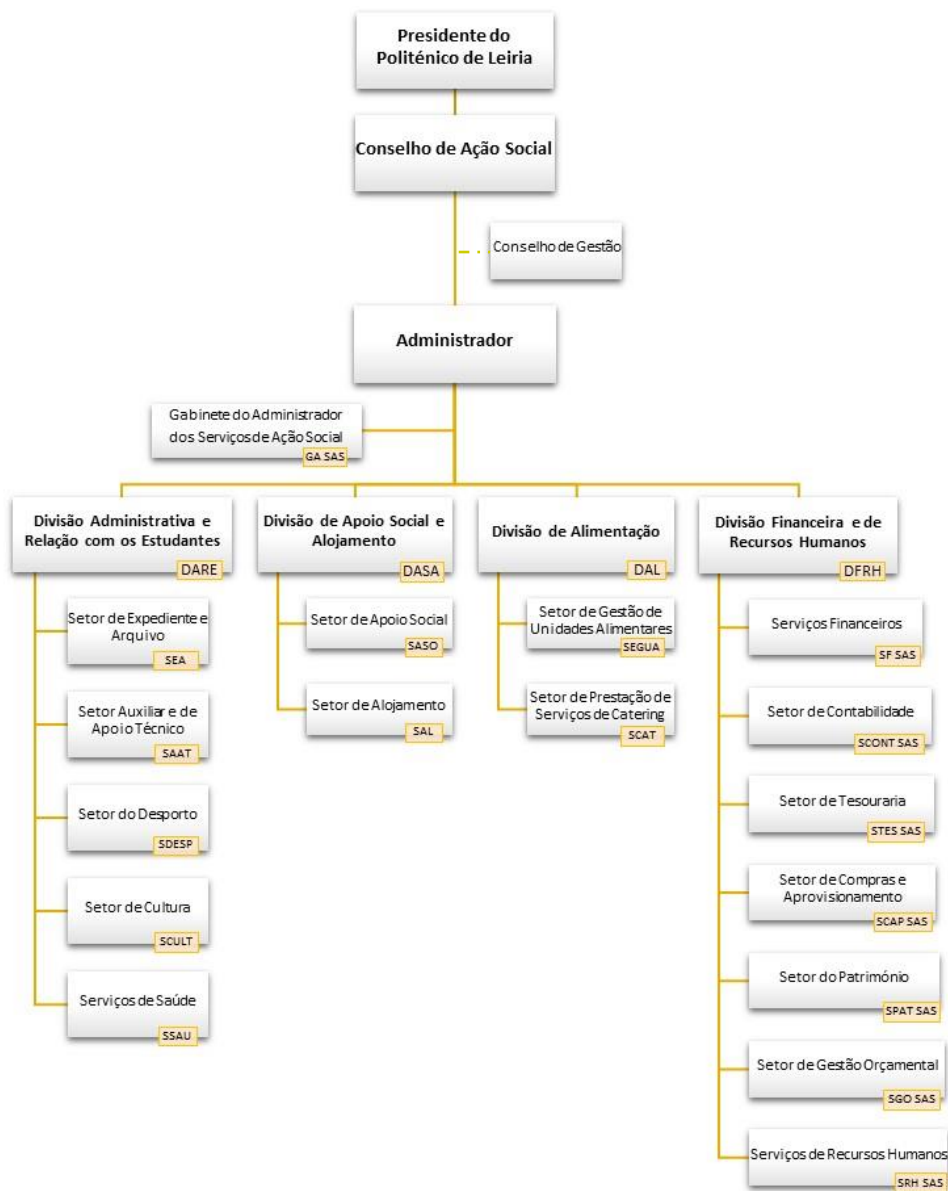 Presidente do
Politénico de Leiria
Conselho de Ação Social
Conselho de Gestão
Administrador
Gabinete do Administrador
dos Serviços de Ação Social
GA SAS
Divisão Administrativa e
Relação com os Estudantes
DARE
Setor de Expediente e
Arquivo
SEA
Setor Auxiliar e de
Apoio Técnico
SAAT
Setor do Desporto
SDESP
Setor de Cultura
SCULT
Serviços de Saúde
SSAU
Divisão de Apoio Social e
Alojamento
DASA
Setor de Apoio Social
SASO
Setor de Alojamento
SAL
Divisão de Alimentação
DAL
Setor de Gestão de
Unidades Alimentares
SEGUA
Setor de Prestação de
Serviços de Catering
SCAT
Divisão Financeira e de
Recursos Humanos
DFRH
Serviços Financeiros
SF SAS
Setor de Contabilidade
SCONT SAS
Setor de Tesouraria
STES SAS
Setor de Compras e
Aprovisionamento
SCAP SAS
Setor do Património
SPAT SAS
Setor de Gestão Orçamental
SGO SAS
Serviços de Recursos Humanos
SRH SAS